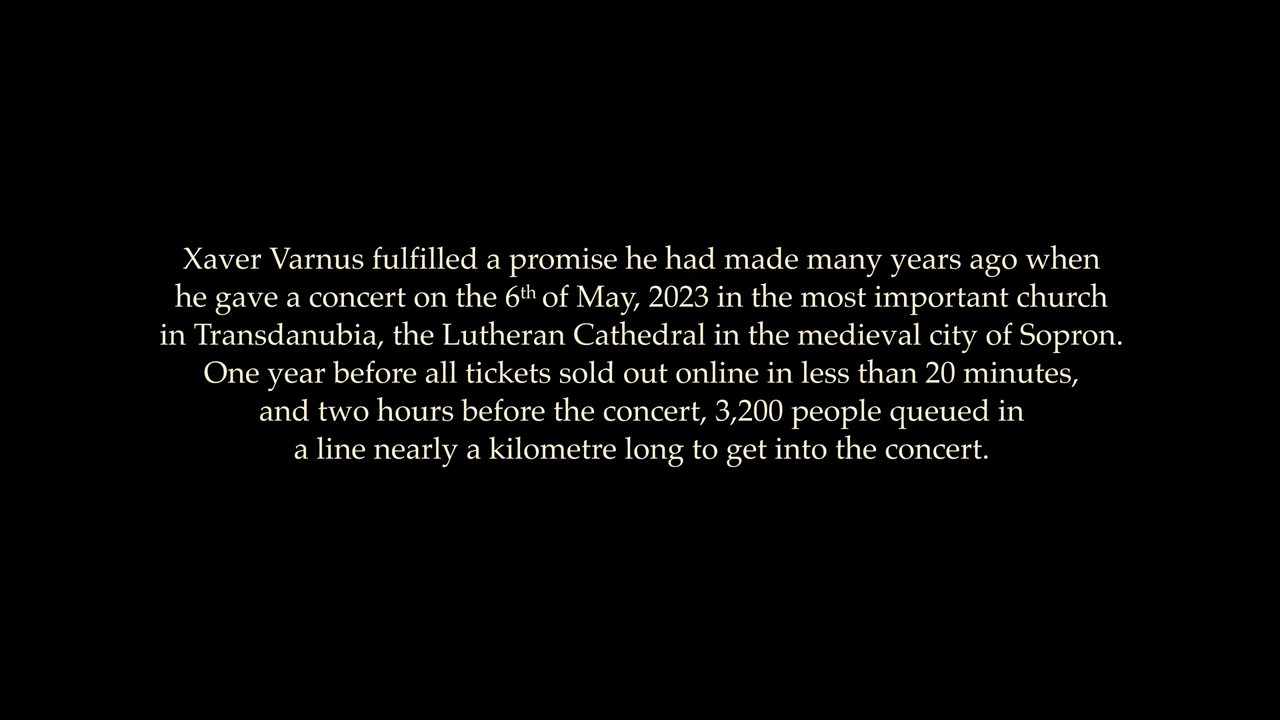 Xaver Varnus fulfilled a promise he had made many years ago when
he gave a concert on the 6th of May, 2023 in the most important church
in Transdanubia, the Lutheran Cathedral in the medieval city of Sopron.
One year before all tickets sold out online in less than 20 minutes,
and two hours before the concert, 3,200 people queued in
a line nearly a kilometre long to get into the concert.